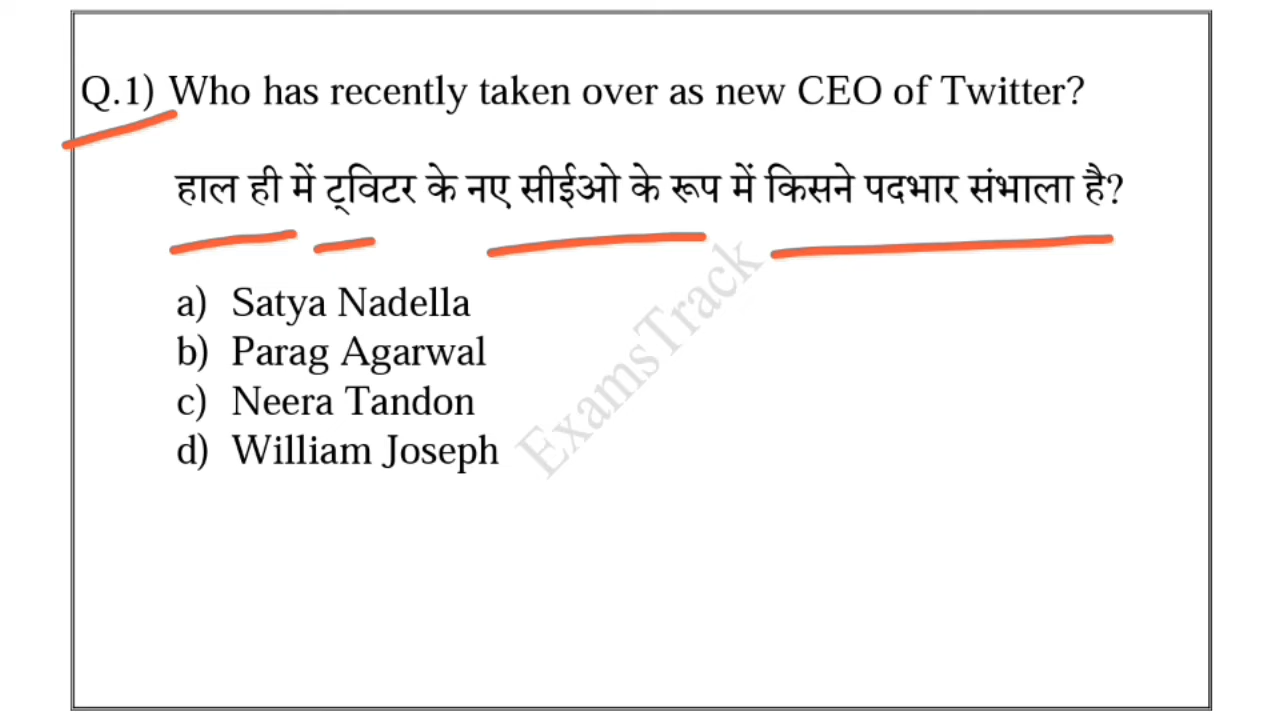 Q.1) Who has recently taken over as new CEO of Twitter?
हाल ही में ट्विटर के नए सीईओ के रूप में किसने पदभार संभाला है?
a) Satya Nadella
b) Parag Agarwal
c) Neera Tandon
d) William Joseph
ExamsTrack